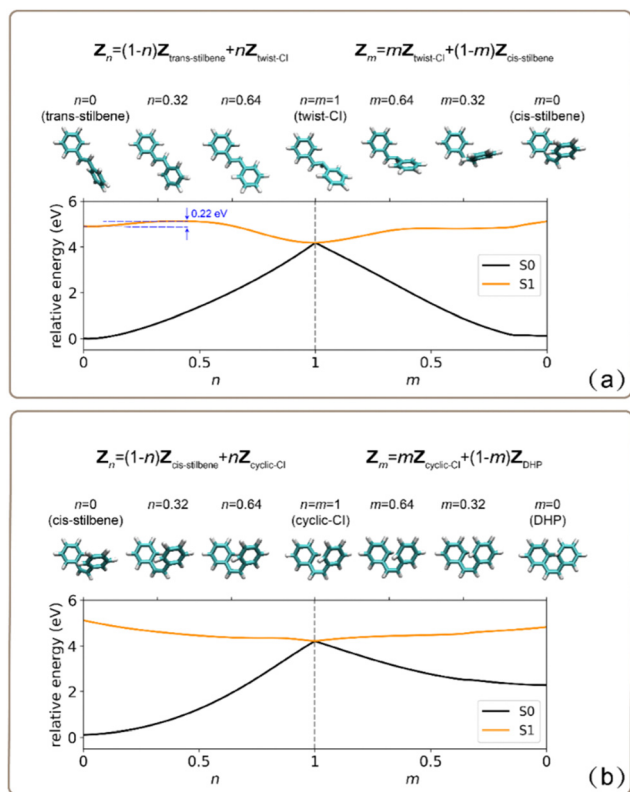 Zn=(1-n)Ztrans-stilbene+nZtwist-CI Zm=mZtwist-CI+(1-m)Zcis-stilbene
n=0 n=0.32 n=0.64 n=m=1 m=0.64 m=0.32 m=0
(trans-stilbene) (twist-CI) (cis-stilbene)
6
0.22 eV
4
2
0
relative energy (eV)
S0
S1
0 0.5 1 0.5 0
n m
(a)
Zn=(1-n)Zcis-stilbene+nZcyclic-CI Zm=mZcyclic-CI+(1-m)ZDHP
n=0 n=0.32 n=0.64 n=m=1 m=0.64 m=0.32 m=0
(cis-stilbene) (cyclic-CI) (DHP)
6
4
2
0
relative energy (eV)
S0
S1
0 0.5 1 0.5 0
n m
(b)